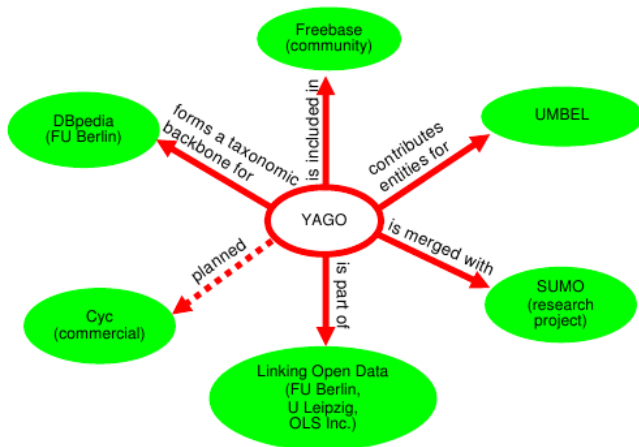 Freebase
(community)
DBpedia
(FU Berlin)
forms a taxonomic
backbone for
is included in
contributes
entities for
UMBEL
YAGO
is merged with
planned
is part of
SUMO
(research
project)
Cyc
(commercial)
Linking Open Data
(FU Berlin,
U Leipzig,
OLS Inc.)